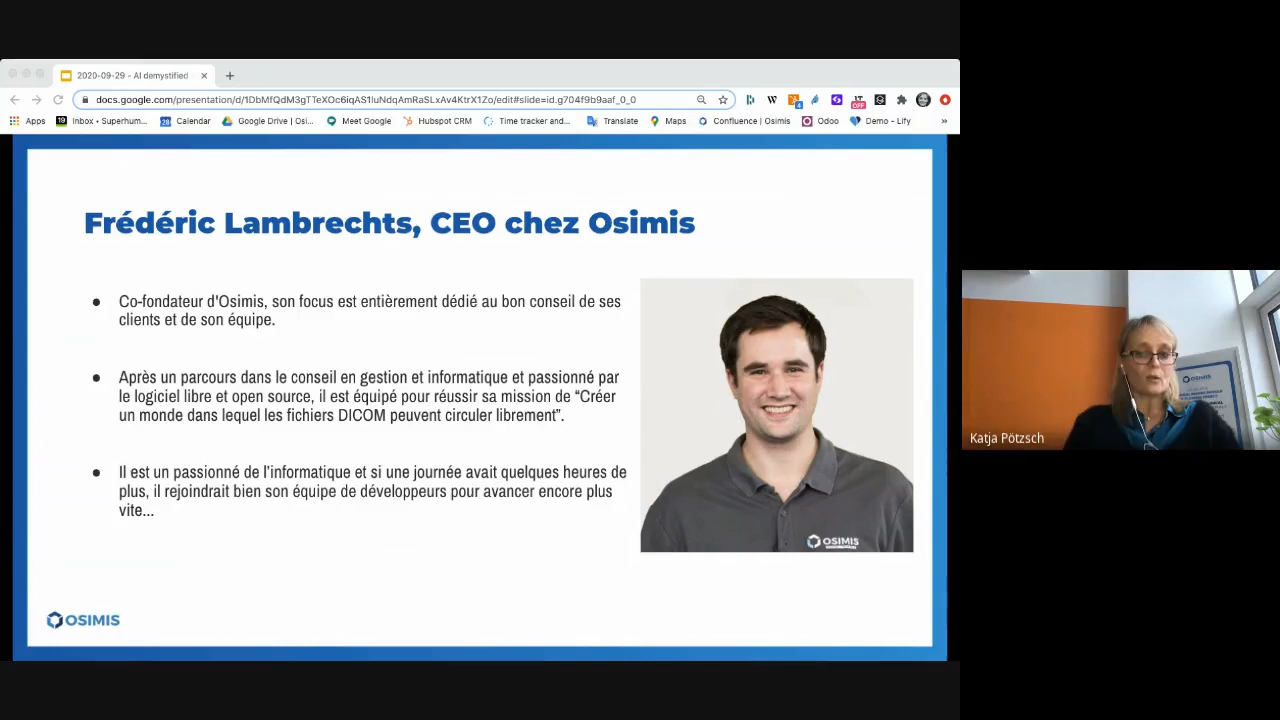 2020-09-29 - AI demystified
docs.google.com/presentation/d/1DbMfQdM3gTTeXOc6iqAS1luNdqAmRaSLxAv4KtrX1Zo/edit#slide=id.g704f9b9aaf_0_0
Apps
Inbox • Superhum...
Calendar
Google Drive | Osi...
Meet Google
Hubspot CRM
Time tracker and...
Translate
Maps
Confluence | Osimis
Odoo
Demo - Lify
»
Frédéric Lambrechts, CEO chez Osimis
● Co-fondateur d'Osimis, son focus est entièrement dédié au bon conseil de ses
clients et de son équipe.
● Après un parcours dans le conseil en gestion et informatique et passionné par
le logiciel libre et open source, il est équipé pour réussir sa mission de “Créer
un monde dans lequel les fichiers DICOM peuvent circuler librement”.
● Il est un passionné de l’informatique et si une journée avait quelques heures de
plus, il rejoindrait bien son équipe de développeurs pour avancer encore plus
vite...
OSIMIS
OSIMIS
OSIMIS
Katja Pötzsch